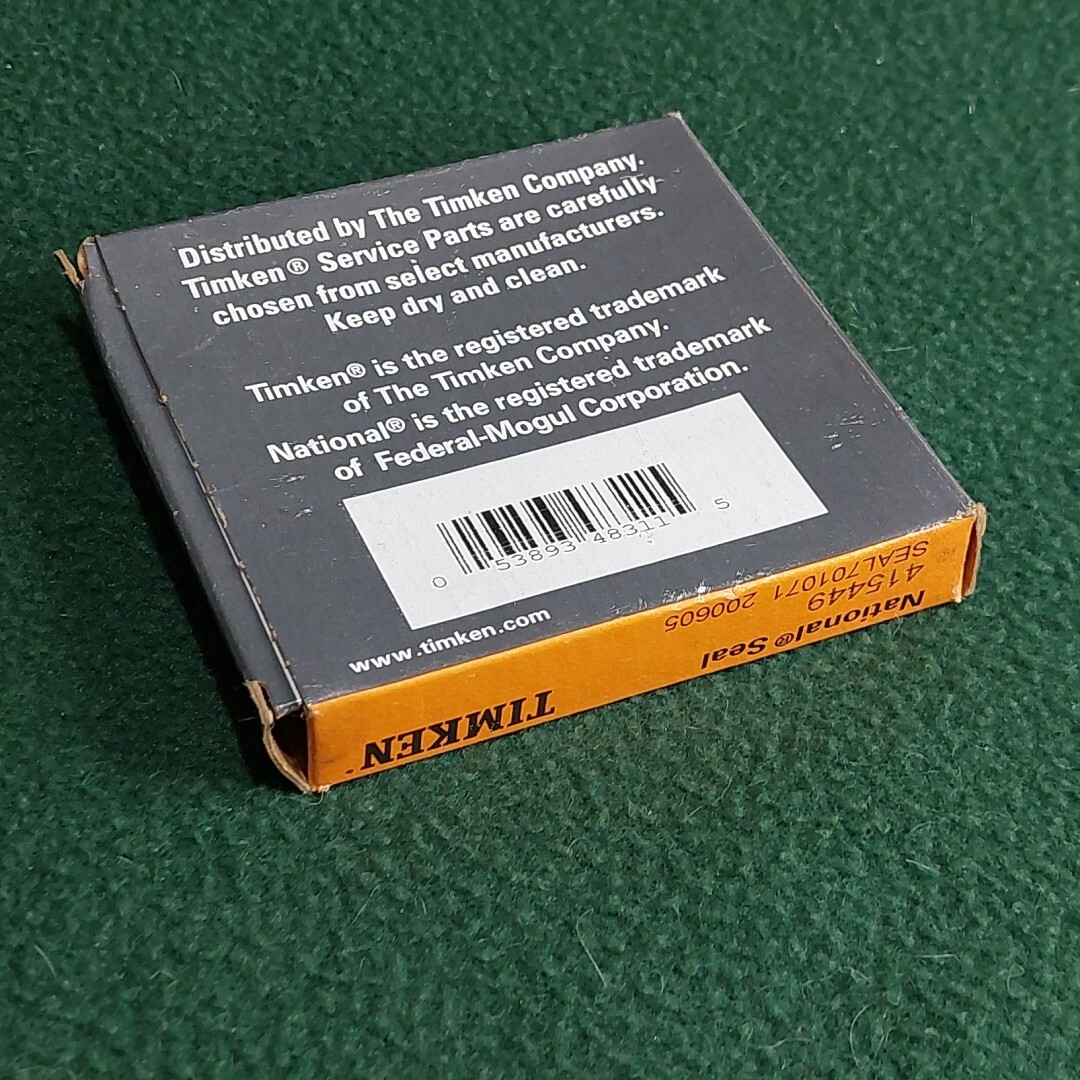 Distributed by The Timken Company.
Timken® Service Parts are carefully
chosen from select manufacturers.
Keep dry and clean.
Timken® is the registered trademark
of The Timken Company.
National® is the registered trademark
of Federal-Mogul Corporation.
0 53893 48311 5
www.timken.com
TIMKEN
National® Seal
415449
SEAL701071 200605